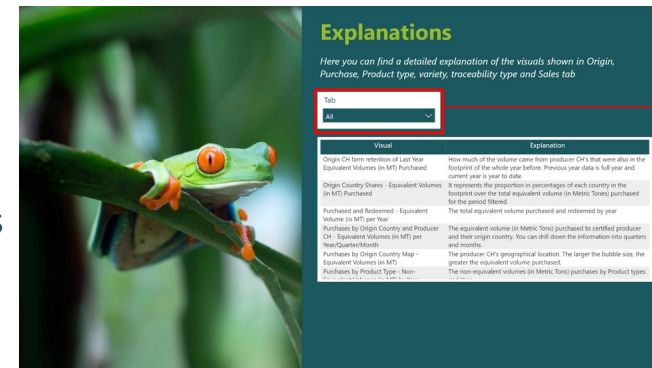 Explanations
Here you can find a detailed explanation of the visuals shown in Origin,
Purchase, Product type, variety, traceability type and Sales tab
Tab
All
Visual Explanation
Origin CH farm retention of Last Year How much of the volume came from producer CH's that were also in the
Equivalent Volumes (in MT) Purchased footprint of the whole year before. Previous year data is full year and
current year is year to date.
Origin Country Shares - Equivalent Volumes It represents the proportion in percentages of each country in the
(in MT) Purchased footprint over the total equivalent volume (in Metric Tones) purchased
for the period filtered
Purchased and Redeemed - Equivalent The total equivalent volume purchased and redeemed by year
Volume per Year
Purchases by Origin Country and Producer The equivalent volume (in Metric Tons) purchased to certified producer
CH - Equivalent Volumes (in MT) per and their origin country. You can drill down the information into quarters
Year/Quarter/Month and months.
Purchases by Origin Country Map - The producer CH's geographical location. The larger the bubble size, the
Equivalent Volumes (in MT) greater the equivalent volume purchased.
Purchases by Product Type - Non- The non-equivalent volumes (in Metric Tons) purchases by Product types